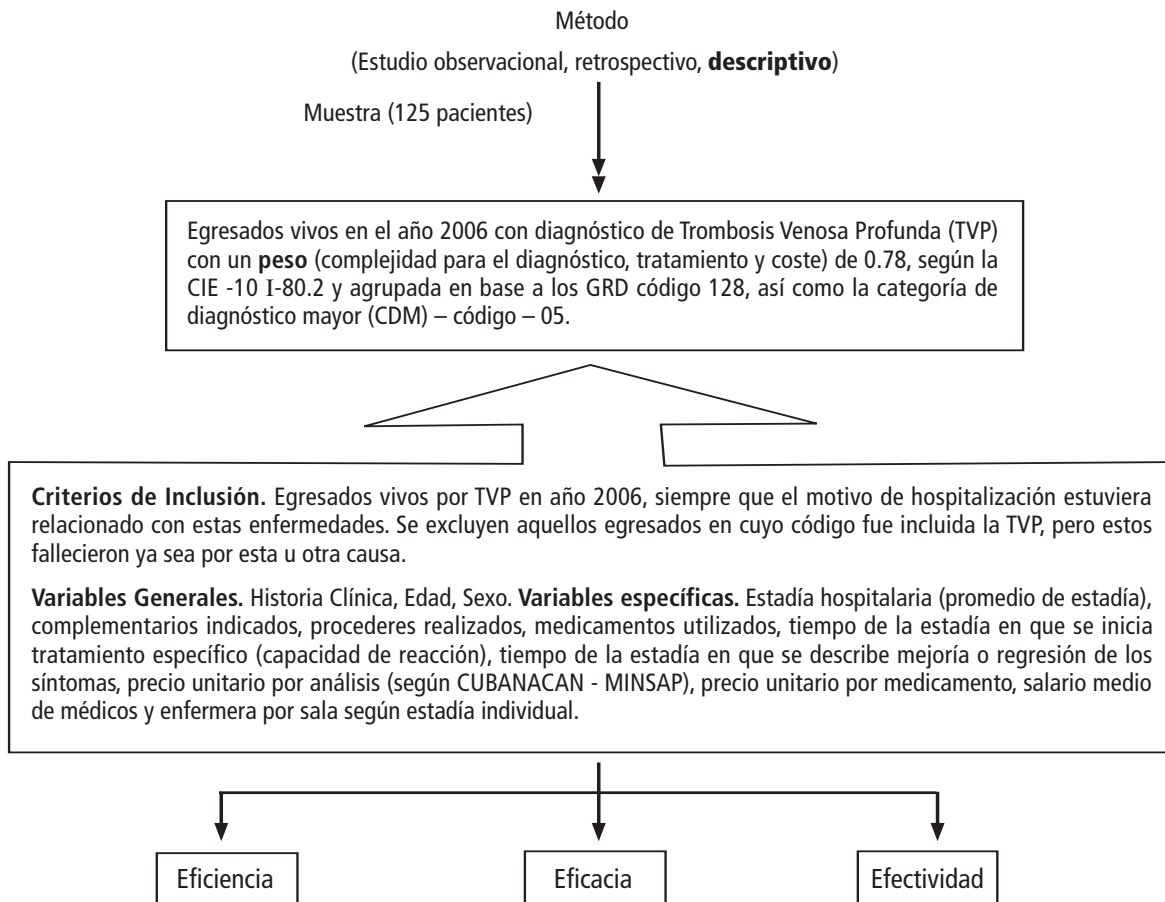 Método
(Estudio observacional, retrospectivo, descriptivo)
Muestra (125 pacientes)
Egresados vivos en el año 2006 con diagnóstico de Trombosis Venosa Profunda (TVP)
con un peso (complejidad para el diagnóstico, tratamiento y coste) de 0.78, según la
CIE -10 I-80.2 y agrupada en base a los GRD código 128, así como la categoría de
diagnóstico mayor (CDM) – código – 05.
Criterios de Inclusión. Egresados vivos por TVP en año 2006, siempre que el motivo de hospitalización estuviera
relacionado con estas enfermedades. Se excluyen aquellos egresados en cuyo código fue incluida la TVP, pero estos
fallecieron ya sea por esta u otra causa.
Variables Generales. Historia Clínica, Edad, Sexo. Variables específicas. Estadía hospitalaria (promedio de estadía),
complementarios indicados, procederes realizados, medicamentos utilizados, tiempo de la estadía en que se inicia
tratamiento específico (capacidad de reacción), tiempo de la estadía en que se describe mejoría o regresión de los
síntomas, precio unitario por análisis (según CUBANACAN - MINSAP), precio unitario por medicamento, salario medio
de médicos y enfermera por sala según estadía individual.
Eficiencia
Eficacia
Efectividad